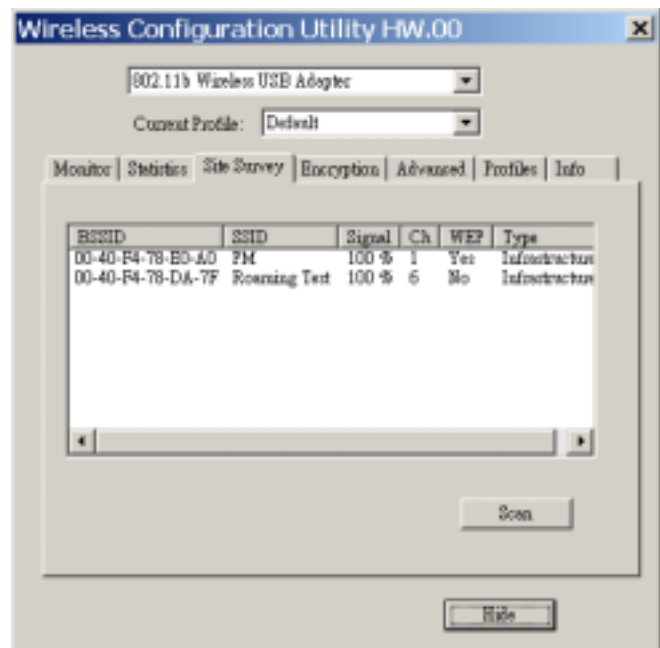 Wireless Configuration Utility HW.00
802.11b Wireless USB Adapter
Current Profile: Default
Monitor Statistics Site Survey Encryption Advanced Profiles Info
BSSID SSID Signal Ch WEP Type
00-40-F4-78-E0-A0 PM 100 % 1 Yes Infrastructure
00-40-F4-78-DA-7F Roaming Test 100 % 6 No Infrastructure
Scan
Hide